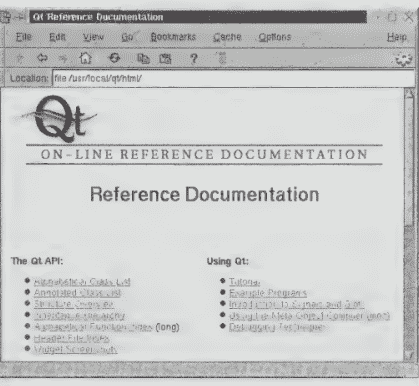 Qt Reference Documentation
File Edit View Go Bookmarks Cache Options Help
Location: file:/usr/local/qt/html/
Qt
ON-LINE REFERENCE DOCUMENTATION
Reference Documentation
The Qt API:
Using Qt:
Alphabetical Class List
Annotated Class List
Structure Overview
Inheritance Hierarchy
Alphabetical Function Index (long)
Header File Index
Widget Screenshots
Tutorial
Example Programs
Introduction to Signals and Slots
Using the Meta Object Compiler (moc)
Debugging Techniques